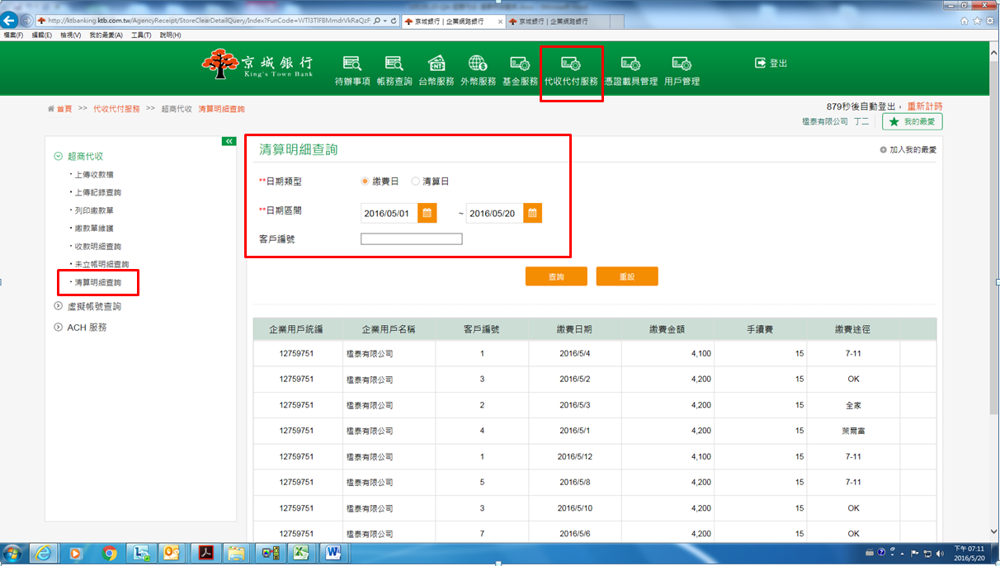 http://ktbanking.ktb.com.tw/AgencyReceipt/StoreClearDetailQuery/Index?FunCode=WTl3TlF8MmdrVkRaQzF
京城銀行 | 企業網路銀行
京城銀行 | 企業網路銀行
檔案(F) 編輯(E) 檢視(V) 我的最愛(A) 工具(T) 說明(H)
京城銀行
King's Town Bank
待辦事項 帳務查詢 台幣服務 外幣服務 基金服務 代收代付服務 憑證載具管理 用戶管理
登出
首頁 >> 代收代付服務 >> 超商代收 清算明細查詢
879秒後自動登出, 重新計時
楹泰有限公司 丁二
我的最愛
超商代收
・上傳收款檔
・上傳記錄查詢
・列印繳款單
・繳款單維護
・收款明細查詢
・未立帳明細查詢
・清算明細查詢
虛擬帳號查詢
ACH 服務
清算明細查詢
加入我的最愛
**日期類型 繳費日 清算日
**日期區間 2016/05/01 ~ 2016/05/20
客戶編號
查詢 重設
企業用戶統編 企業用戶名稱 客戶編號 繳費日期 繳費金額 手續費 繳費途徑
12759751 楹泰有限公司 1 2016/5/4 4,100 15 7-11
12759751 楹泰有限公司 3 2016/5/2 4,200 15 OK
12759751 楹泰有限公司 2 2016/5/3 4,200 15 全家
12759751 楹泰有限公司 4 2016/5/1 4,200 15 萊爾富
12759751 楹泰有限公司 1 2016/5/12 4,100 15 7-11
12759751 楹泰有限公司 5 2016/5/8 4,200 15 7-11
12759751 楹泰有限公司 3 2016/5/10 4,200 15 OK
12759751 楹泰有限公司 7 2016/5/6 4,200 15 OK
下午 07:11
2016/5/20